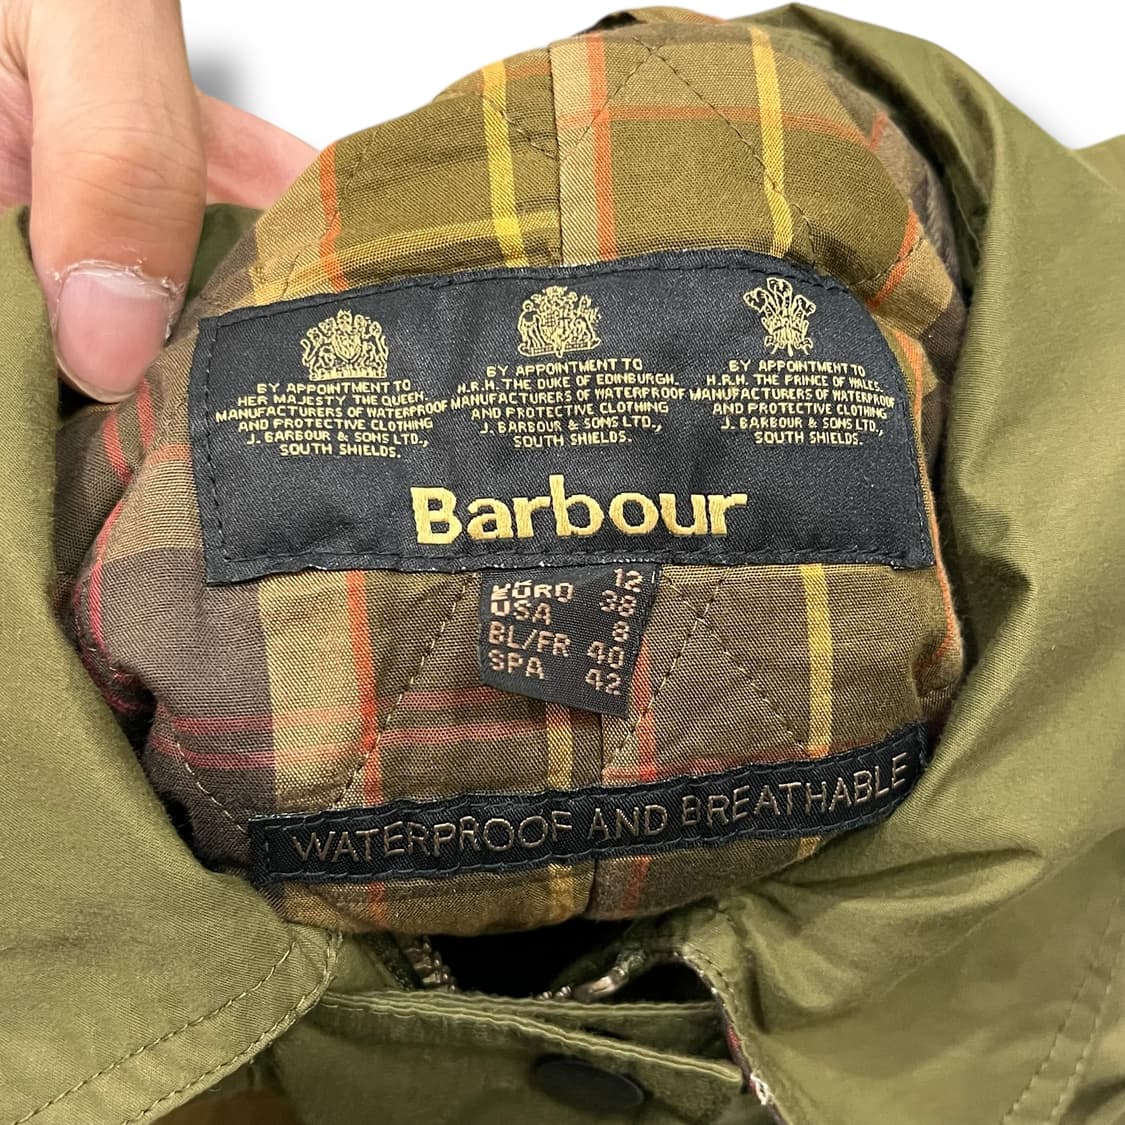 BY APPOINTMENT TO
HER MAJESTY THE QUEEN,
MANUFACTURERS OF WATERPROOF
AND PROTECTIVE CLOTHING
J. BARBOUR & SONS LTD.,
SOUTH SHIELDS.
BY APPOINTMENT TO
H.R.H. THE DUKE OF EDINBURGH,
MANUFACTURERS OF WATERPROOF
AND PROTECTIVE CLOTHING
J. BARBOUR & SONS LTD.,
SOUTH SHIELDS.
BY APPOINTMENT TO
H.R.H. THE PRINCE OF WALES,
MANUFACTURERS OF WATERPROOF
AND PROTECTIVE CLOTHING
J. BARBOUR & SONS LTD.,
SOUTH SHIELDS.
Barbour
12
EURO 38
USA 8
BL/FR 40
SPA 42
WATERPROOF AND BREATHABLE